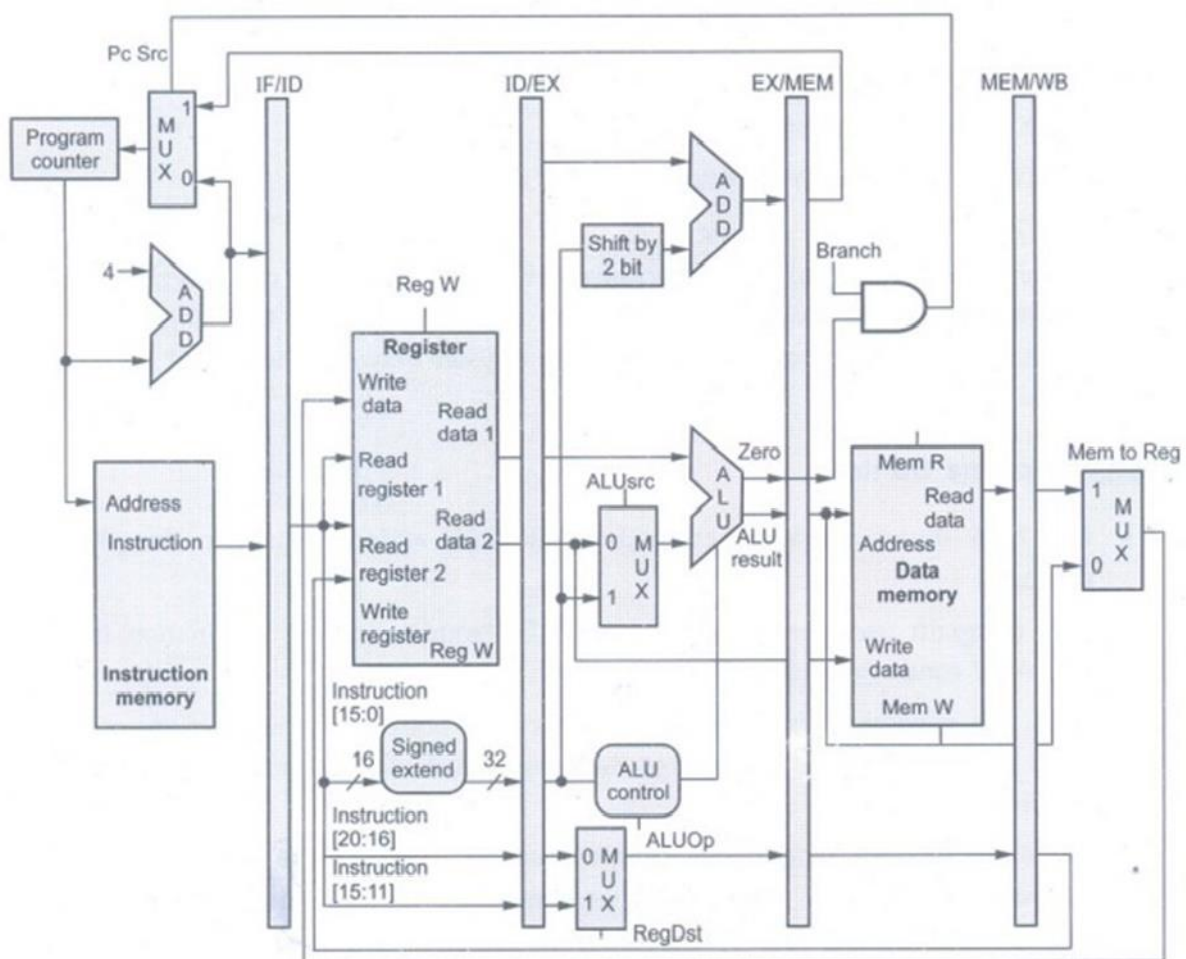 Pc Src
IF/ID
ID/EX
EX/MEM
MEM/WB
Program
counter
1
M
U
X
0
4
A
D
D
Reg W
Register
Write
data
Read
data 1
Read
register 1
Read
data 2
Read
register 2
Write
register
Reg W
Address
Instruction
Instruction
memory
Instruction
[15:0]
16
Signed
extend
32
Instruction
[20:16]
Instruction
[15:11]
Shift by
2 bit
A
D
D
ALUsrc
0
1
M
U
X
A
L
U
Zero
ALU
result
ALU
control
ALUOp
0
1
M
U
X
RegDst
Branch
Mem R
Read
data
Address
Data
memory
Write
data
Mem W
Mem to Reg
1
M
U
X
0